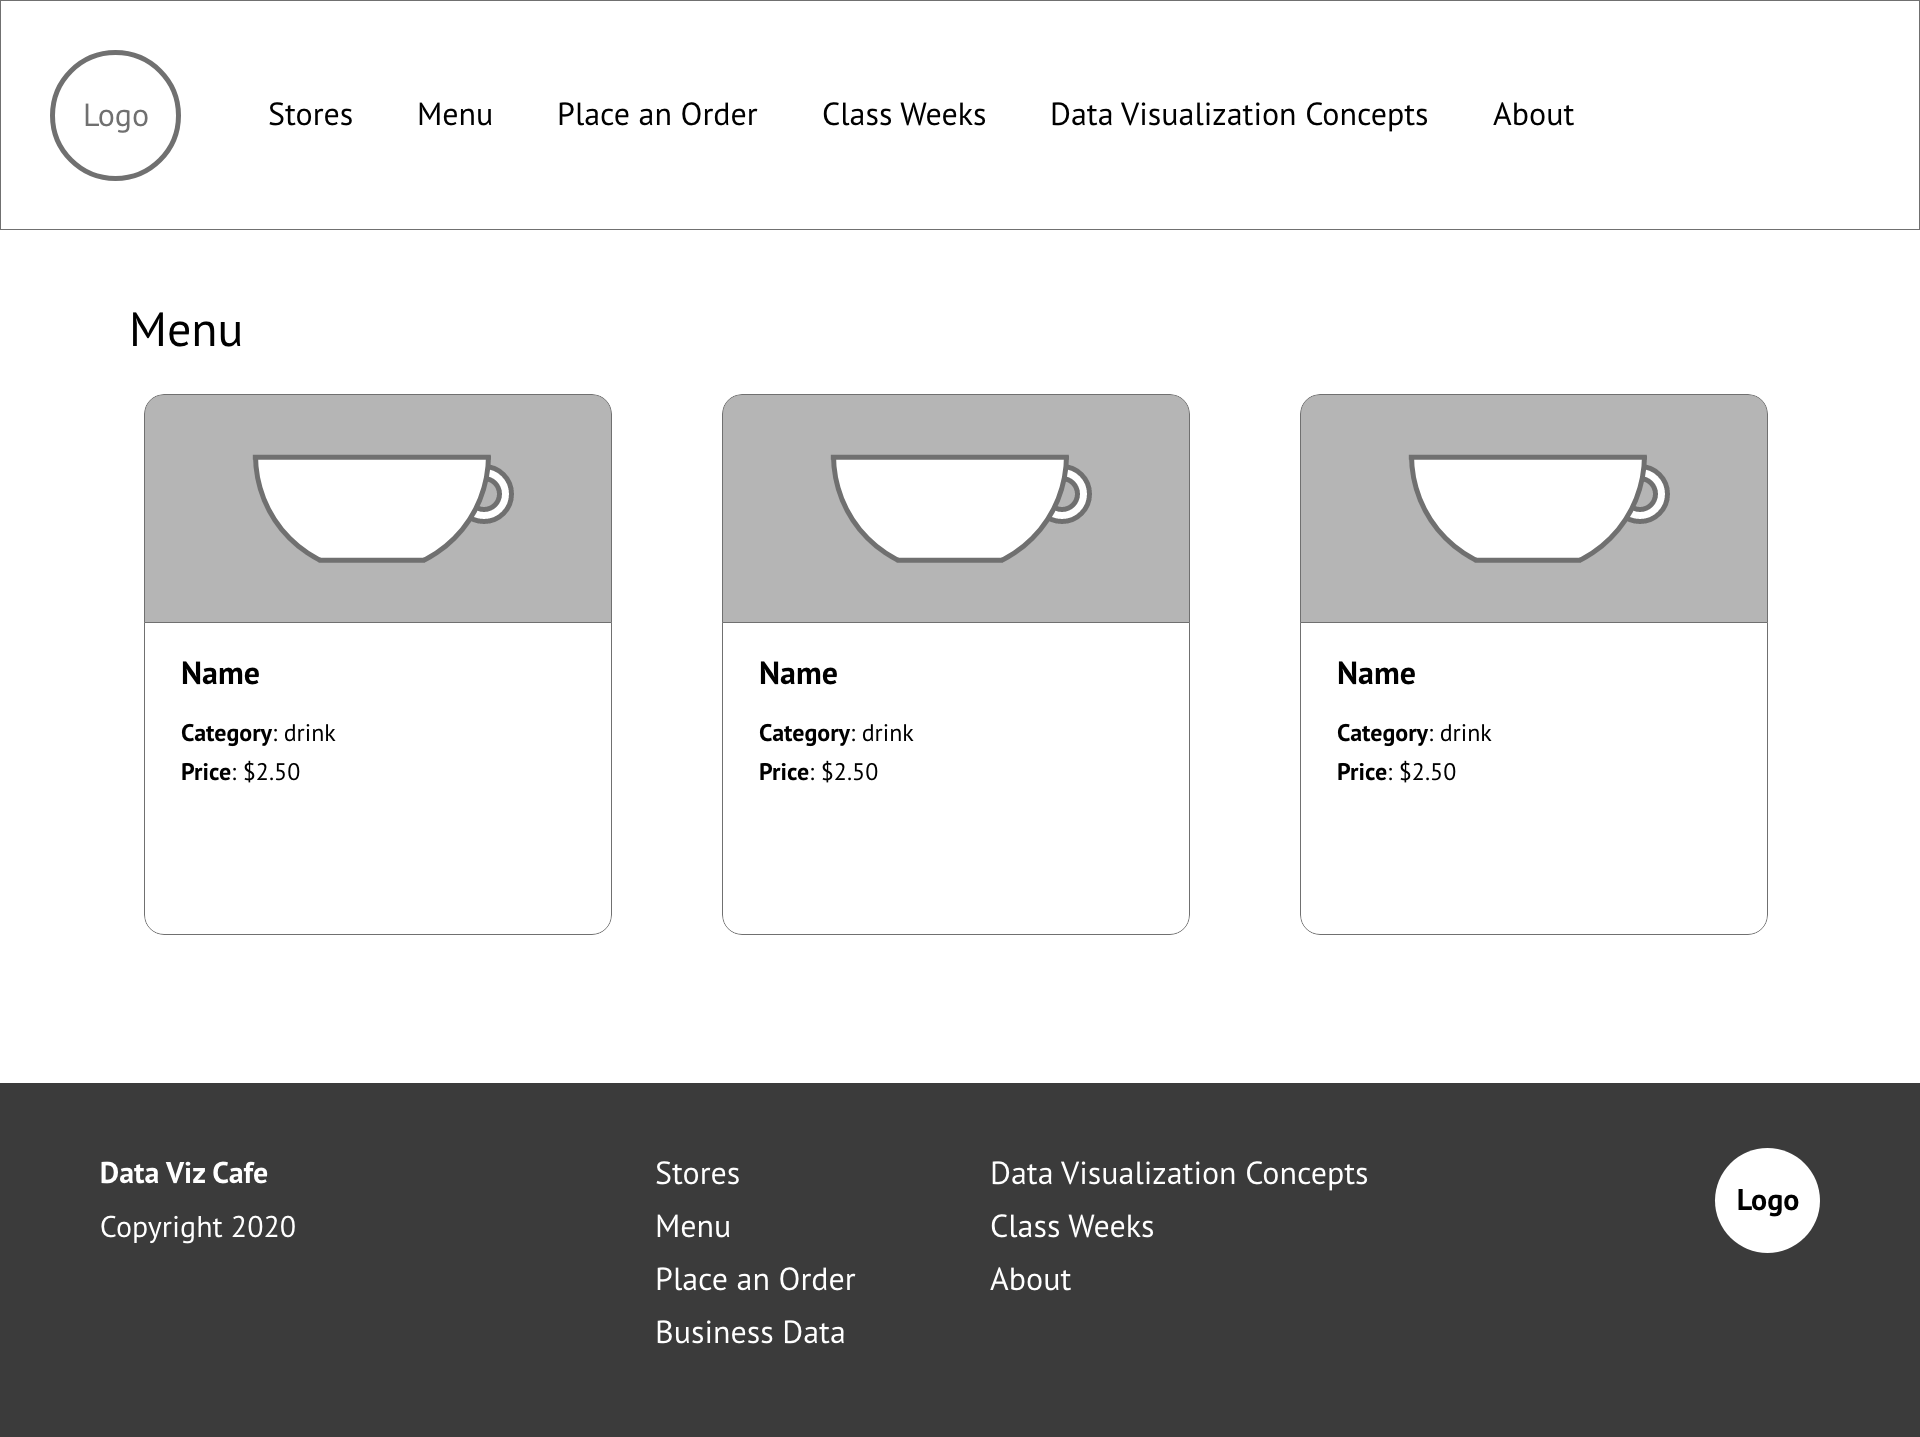 Logo
Stores Menu Place an Order Class Weeks Data Visualization Concepts About
Menu
Name
Category: drink
Price: $2.50
Name
Category: drink
Price: $2.50
Name
Category: drink
Price: $2.50
Data Viz Cafe
Copyright 2020
Stores
Menu
Place an Order
Business Data
Data Visualization Concepts
Class Weeks
About
Logo